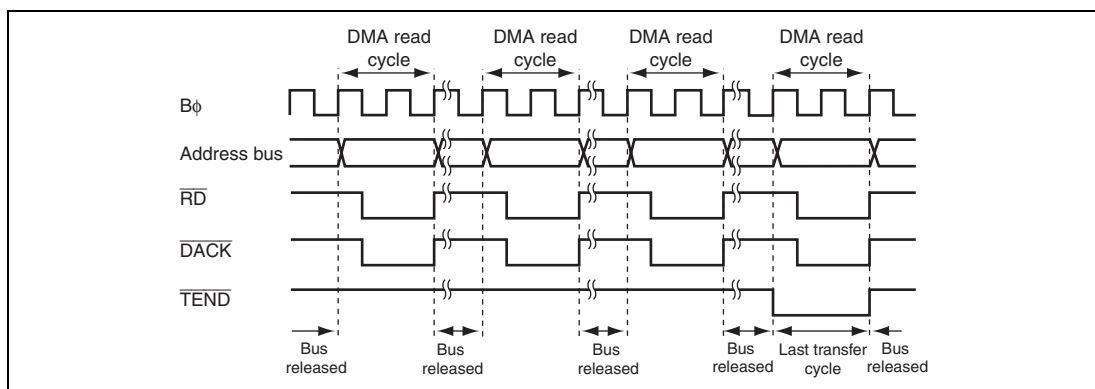 DMA read
cycle
DMA read
cycle
DMA read
cycle
DMA read
cycle
Bφ
Address bus
RD
DACK
TEND
Bus
released
Bus
released
Bus
released
Bus
released
Last transfer
cycle
Bus
released